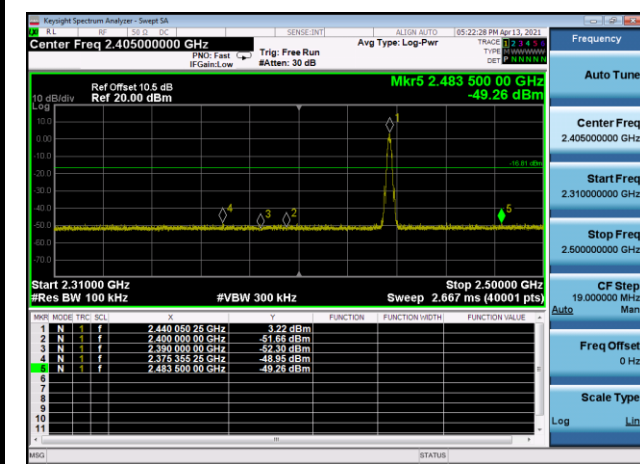 Keysight Spectrum Analyzer - Swept SA
RL RF 50 Ω DC SENSE:INT ALIGN AUTO 05:22:28 PM Apr 13, 2021
Center Freq 2.405000000 GHz
PNO: Fast
IFGain:Low
Trig: Free Run
#Atten: 30 dB
Avg Type: Log-Pwr
TRACE 1 2 3 4 5 6
TYPE M W W W W W
DET P N N N N N
Ref Offset 10.5 dB
Ref 20.00 dBm
10 dB/div
Log
Mkr5 2.483 500 00 GHz
-49.26 dBm
10.0
0.00
-10.0
-20.0
-30.0
-40.0
-50.0
-60.0
-70.0
-16.81 dBm
1
4
3
2
5
Start 2.31000 GHz
Stop 2.50000 GHz
#Res BW 100 kHz
#VBW 300 kHz
Sweep 2.667 ms (40001 pts)
MKR MODE TRC SCL X Y FUNCTION FUNCTION WIDTH FUNCTION VALUE
1 N 1 f 2.440 050 25 GHz 3.22 dBm
2 N 1 f 2.400 000 00 GHz -51.66 dBm
3 N 1 f 2.390 000 00 GHz -52.30 dBm
4 N 1 f 2.375 355 25 GHz -48.95 dBm
5 N 1 f 2.483 500 00 GHz -49.26 dBm
6
7
8
9
10
11
MSG
STATUS
Frequency
Auto Tune
Center Freq
2.405000000 GHz
Start Freq
2.310000000 GHz
Stop Freq
2.500000000 GHz
CF Step
19.000000 MHz
Auto Man
Freq Offset
0 Hz
Scale Type
Log Lin